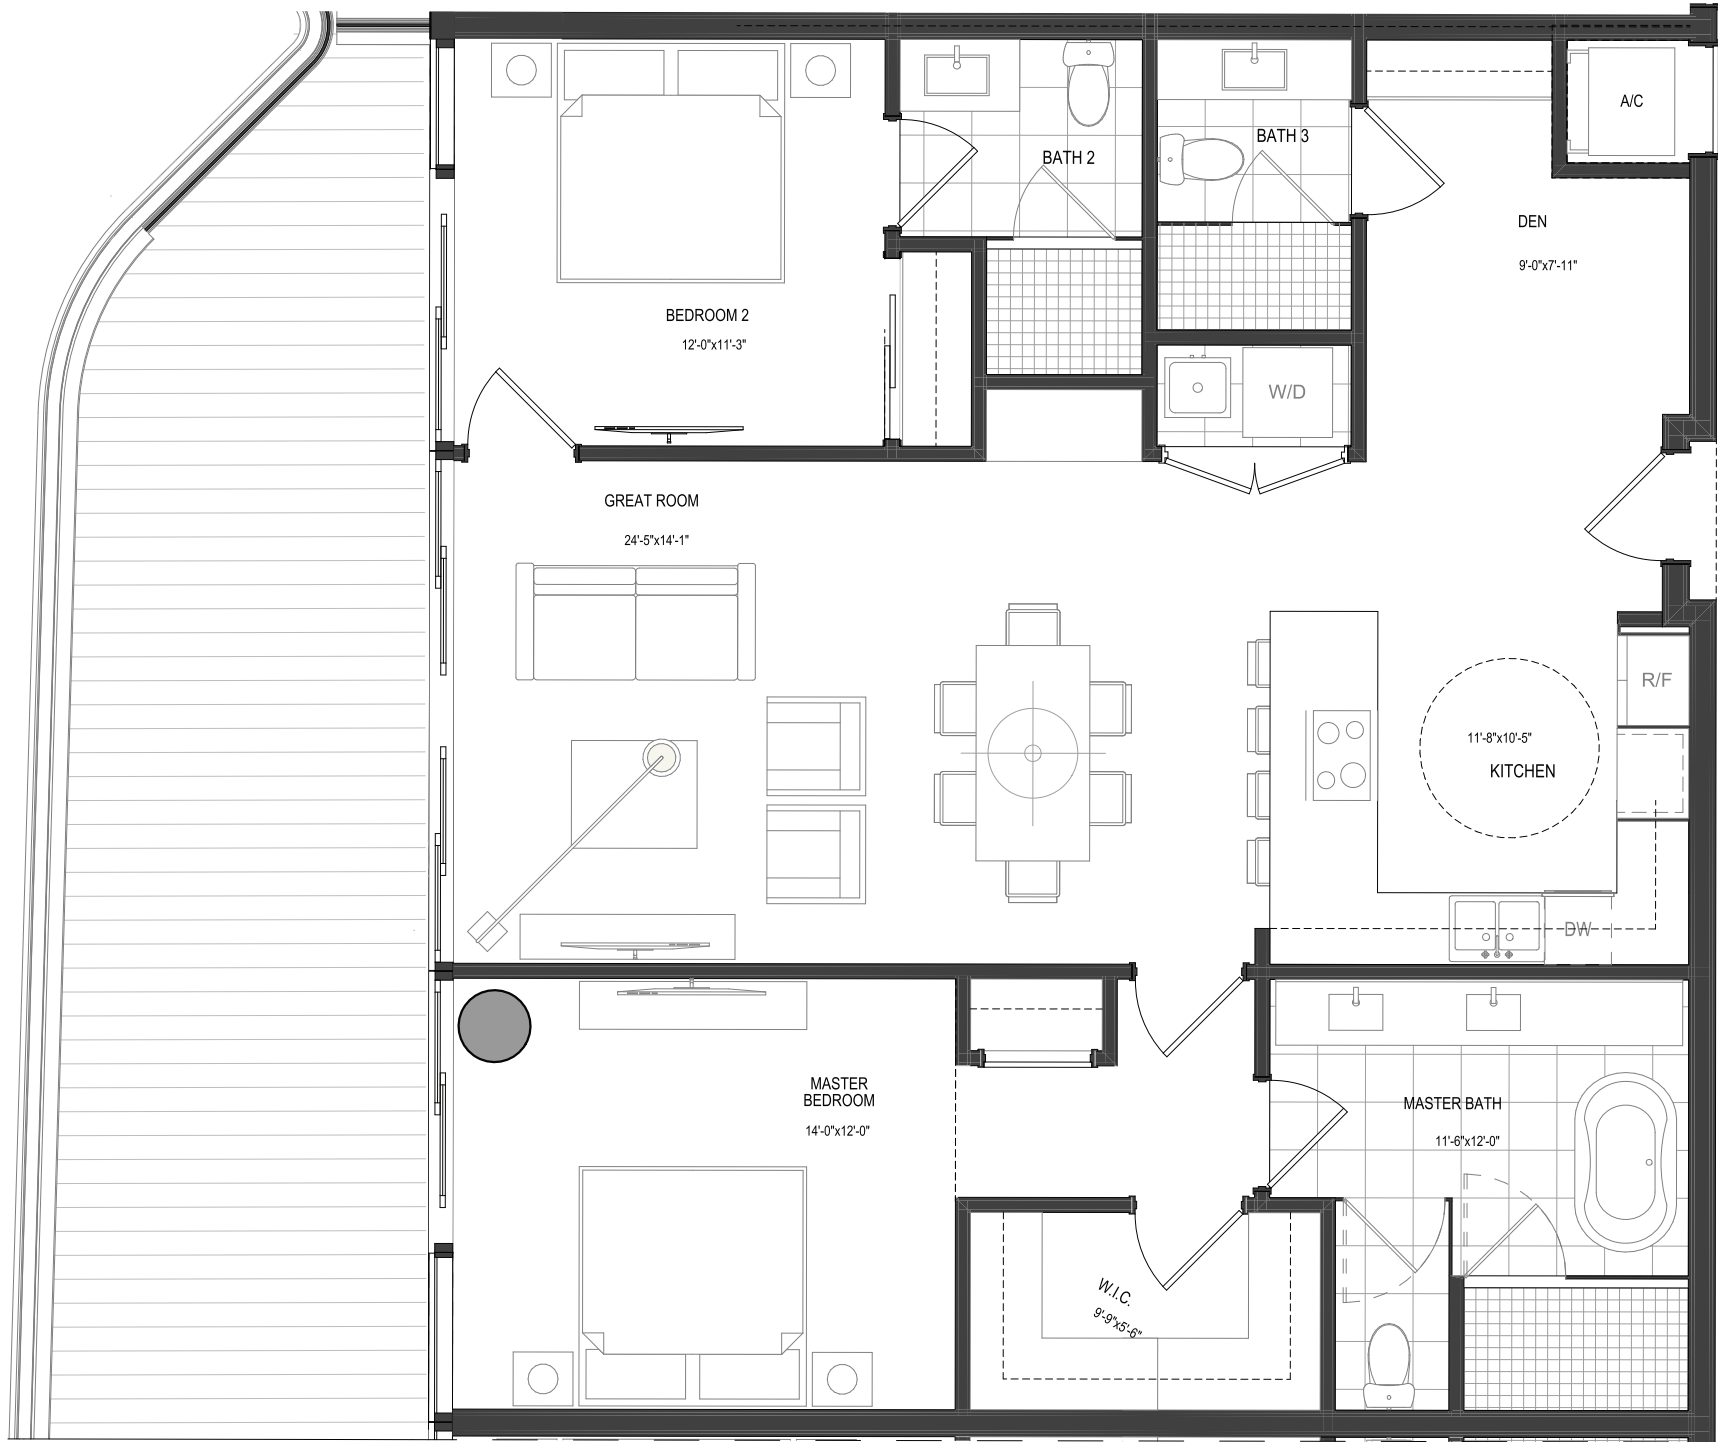 A/C
BATH 3
BATH 2
DEN
9'-0"x7'-11"
BEDROOM 2
12'-0"x11'-3"
W/D
GREAT ROOM
24'-5"x14'-1"
R/F
11'-8"x10'-5"
KITCHEN
DW
MASTER
BEDROOM
14'-0"x12'-0"
MASTER BATH
11'-6"x12'-0"
W.I.C.
9'-9"x5'-6"